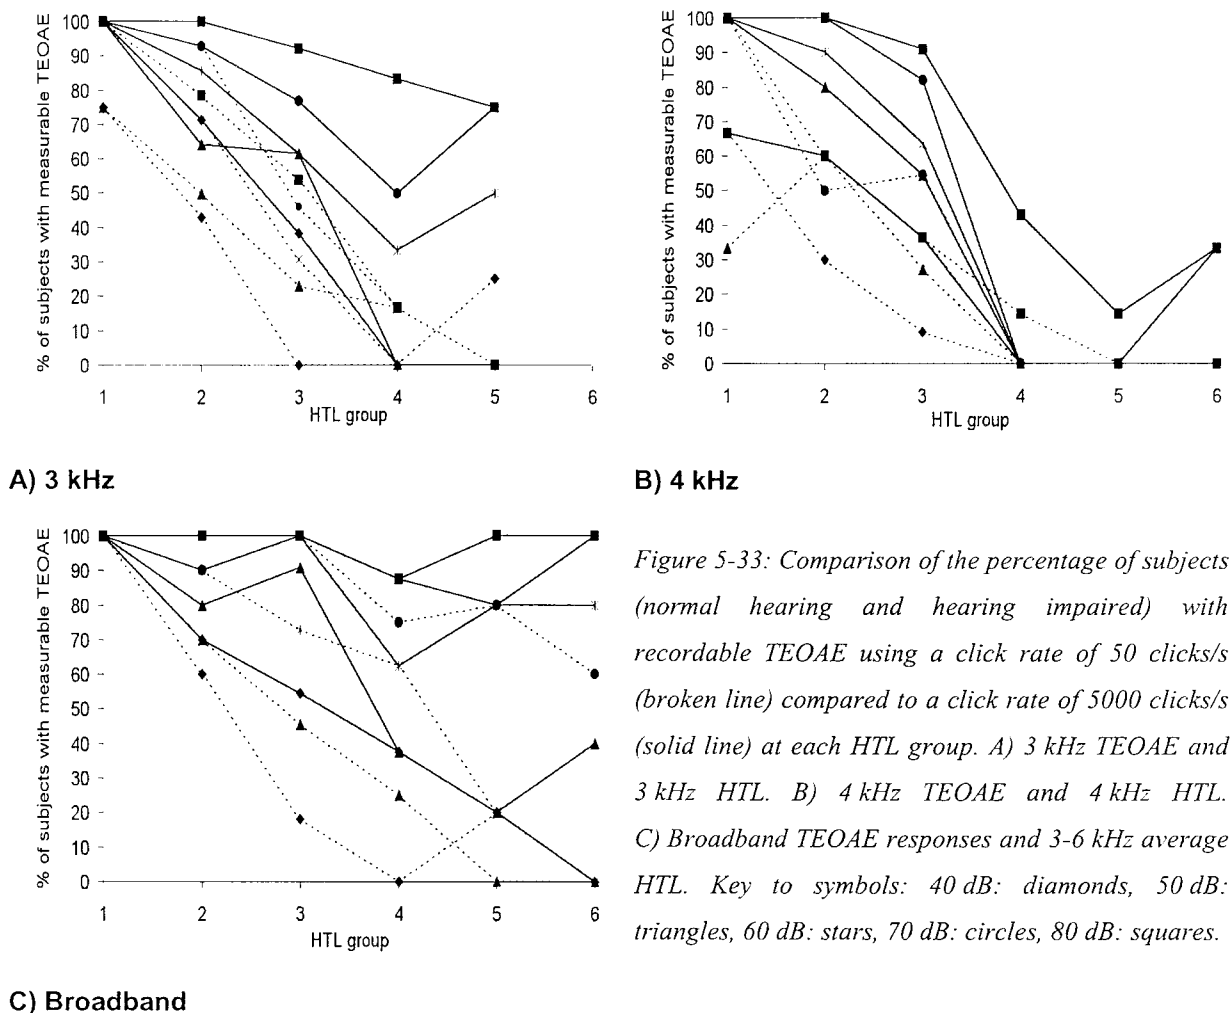 % of subjects with measurable TEOAE
100
90
80
70
60
50
40
30
20
10
0
1 2 3 4 5 6
HTL group
A) 3 kHz
% of subjects with measurable TEOAE
100
90
80
70
60
50
40
30
20
10
0
1 2 3 4 5 6
HTL group
B) 4 kHz
% of subjects with measurable TEOAE
100
90
80
70
60
50
40
30
20
10
0
1 2 3 4 5 6
HTL group
C) Broadband
Figure 5-33: Comparison of the percentage of subjects
(normal hearing and hearing impaired) with
recordable TEOAE using a click rate of 50 clicks/s
(broken line) compared to a click rate of 5000 clicks/s
(solid line) at each HTL group. A) 3 kHz TEOAE and
3 kHz HTL. B) 4 kHz TEOAE and 4 kHz HTL.
C) Broadband TEOAE responses and 3-6 kHz average
HTL. Key to symbols: 40 dB: diamonds, 50 dB:
triangles, 60 dB: stars, 70 dB: circles, 80 dB: squares.